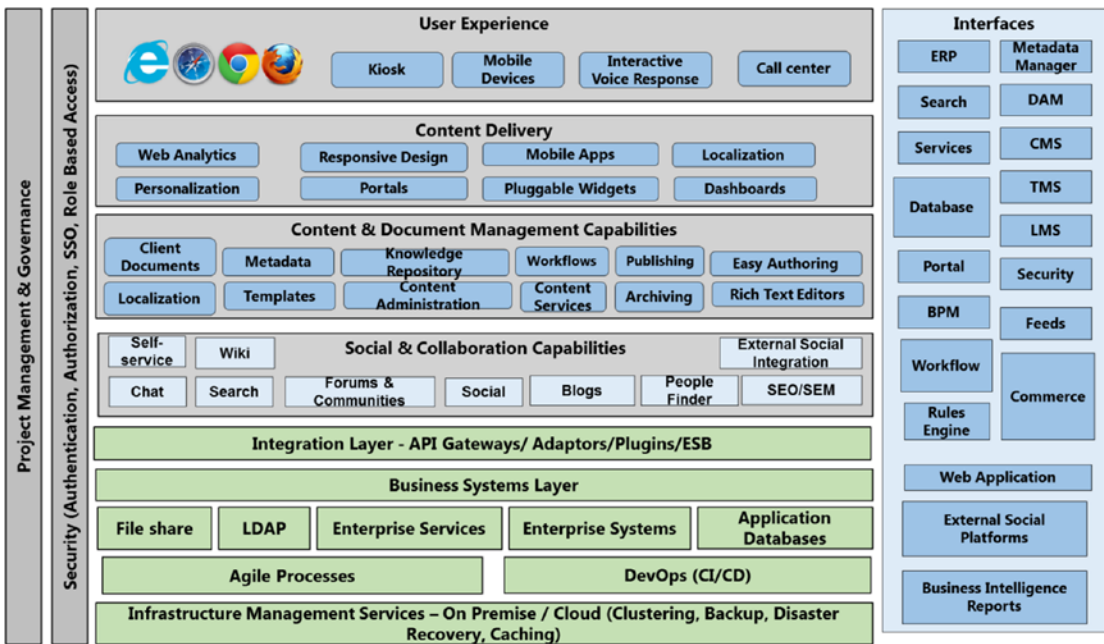 Project Management & Governance
Security (Authentication, Authorization, SSO, Role Based Access)
User Experience
Kiosk
Mobile
Devices
Interactive
Voice Response
Call center
Content Delivery
Web Analytics
Responsive Design
Mobile Apps
Localization
Personalization
Portals
Pluggable Widgets
Dashboards
Content & Document Management Capabilities
Client
Documents
Metadata
Knowledge
Repository
Workflows
Publishing
Easy Authoring
Localization
Templates
Content
Administration
Content
Services
Archiving
Rich Text Editors
Self-
service
Wiki
Social & Collaboration Capabilities
External Social
Integration
Chat
Search
Forums &
Communities
Social
Blogs
People
Finder
SEO/SEM
Integration Layer - API Gateways/ Adaptors/Plugins/ESB
Business Systems Layer
File share
LDAP
Enterprise Services
Enterprise Systems
Application
Databases
Agile Processes
DevOps (CI/CD)
Infrastructure Management Services – On Premise / Cloud (Clustering, Backup, Disaster
Recovery, Caching)
Interfaces
ERP
Metadata
Manager
Search
DAM
Services
CMS
Database
TMS
LMS
Portal
Security
BPM
Feeds
Workflow
Commerce
Rules
Engine
Web Application
External Social
Platforms
Business Intelligence
Reports